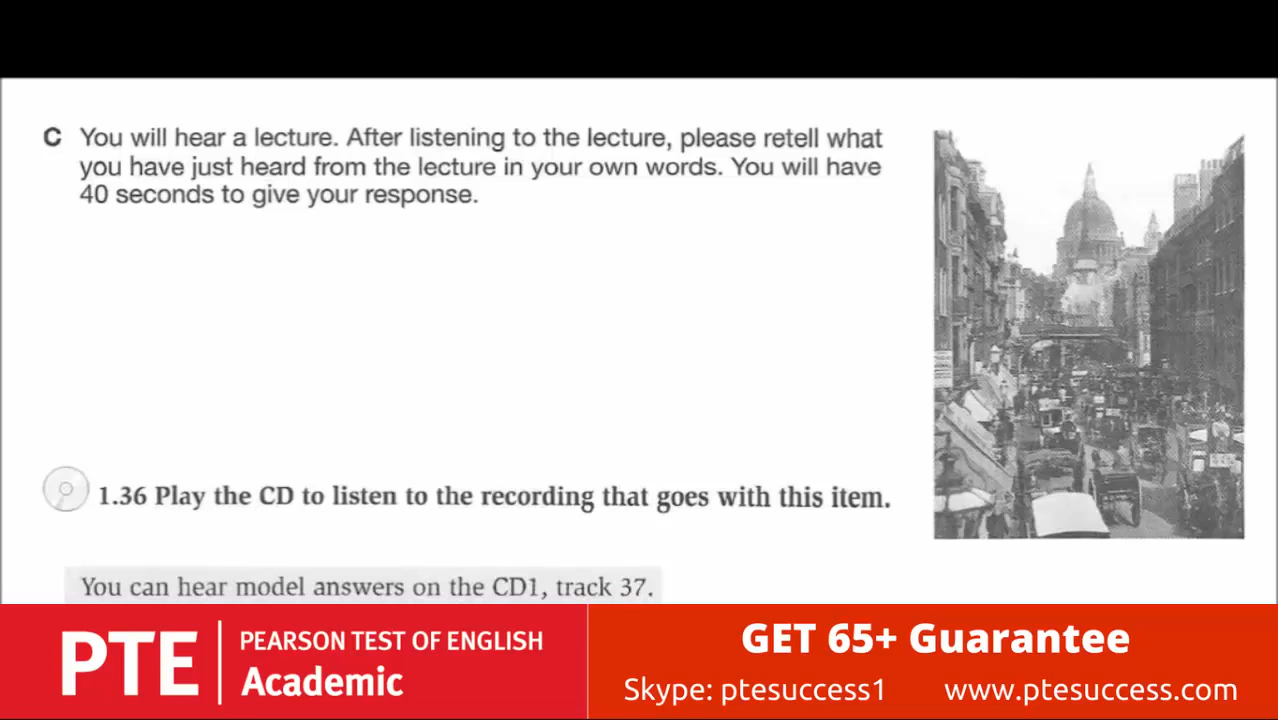 C You will hear a lecture. After listening to the lecture, please retell what
you have just heard from the lecture in your own words. You will have
40 seconds to give your response.
1.36 Play the CD to listen to the recording that goes with this item.
You can hear model answers on the CD1, track 37.
PTE
PEARSON TEST OF ENGLISH
Academic
GET 65+ Guarantee
Skype: ptesuccess1 www.ptesuccess.com